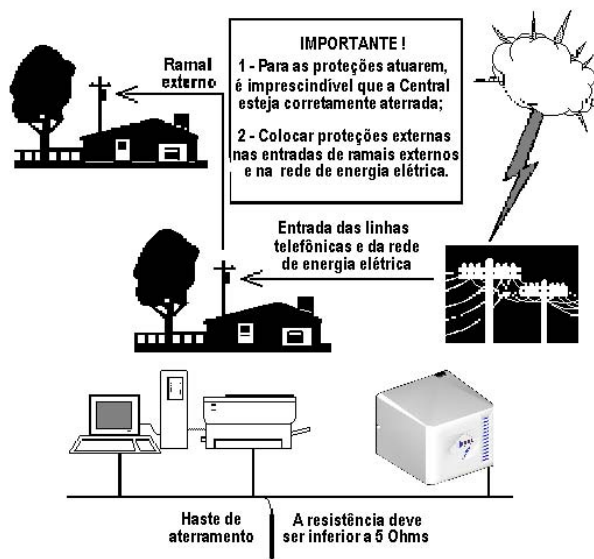 Ramal
externo
IMPORTANTE !
1 - Para as proteções atuarem,
é imprescindível que a Central
esteja corretamente aterrada;
2 - Colocar proteções externas
nas entradas de ramais externos
e na rede de energia elétrica.
Entrada das linhas
telefônicas e da rede
de energia elétrica
Haste de
aterramento
A resistência deve
ser inferior a 5 Ohms